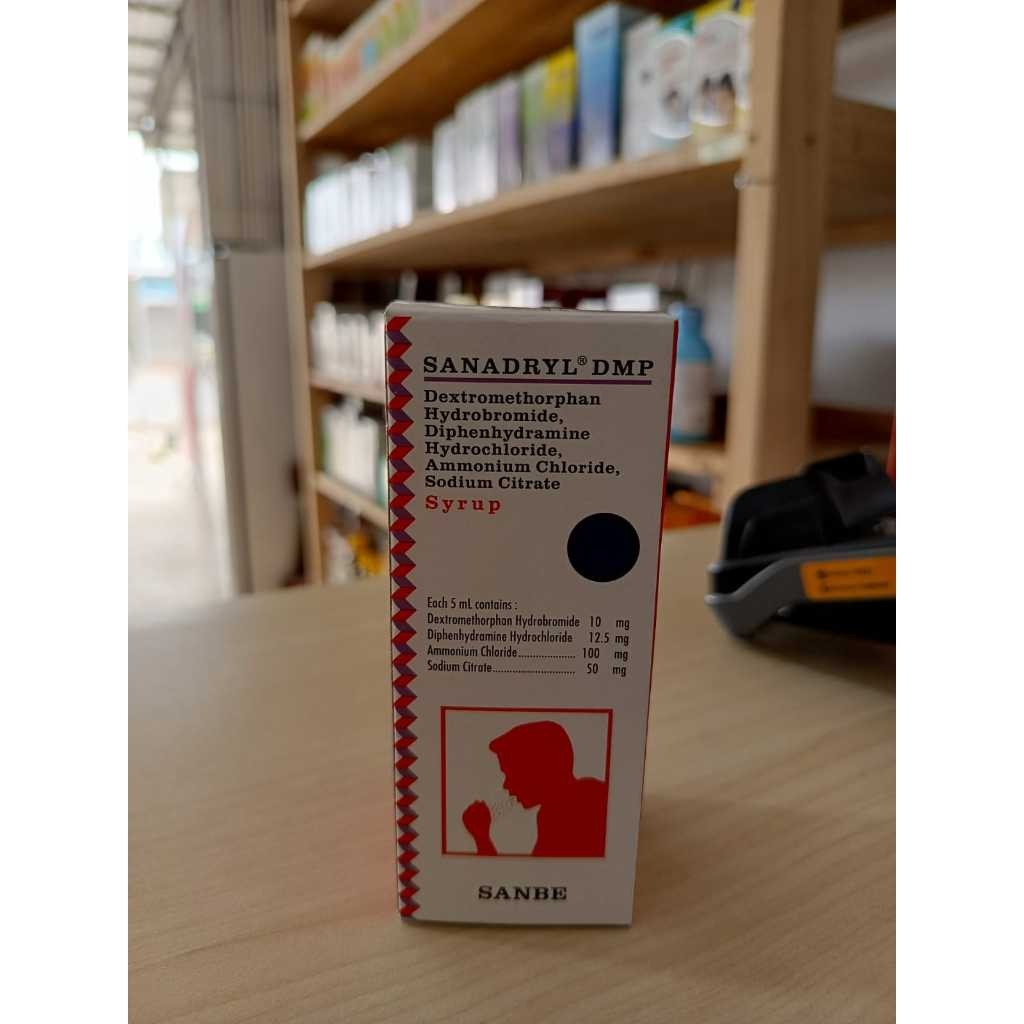 SANADRYL® DMP
Dextromethorphan
Hydrobromide,
Diphenhydramine
Hydrochloride,
Ammonium Chloride,
Sodium Citrate
Syrup
Each 5 mL contains :
Dextromethorphan Hydrobromide 10 mg
Diphenhydramine Hydrochloride 12.5 mg
Ammonium Chloride.................... 100 mg
Sodium Citrate............................. 50 mg
SANBE